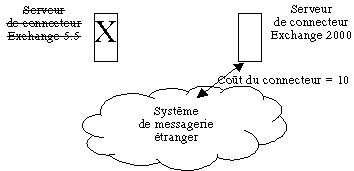 Serveur
de connecteur
Exchange 5.5
X
Serveur
de connecteur
Exchange 2000
Coût du connecteur = 10
Système
de messagerie
étranger